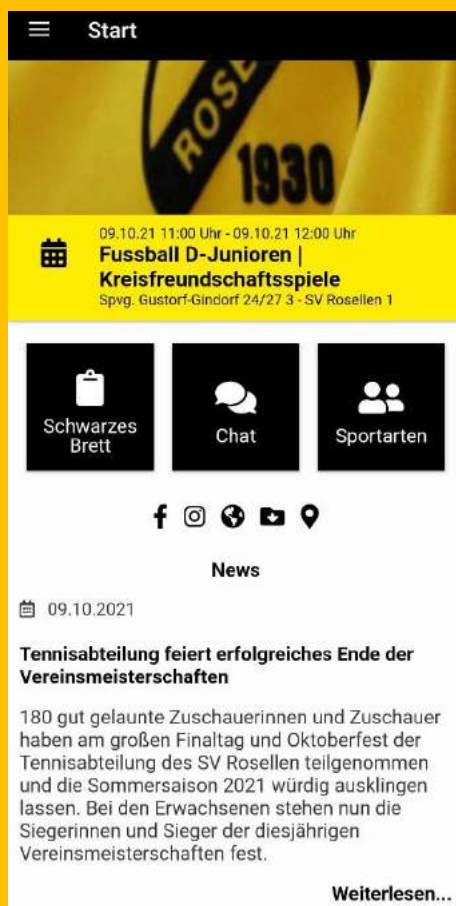 Start
ROSE
1930
09.10.21 11:00 Uhr - 09.10.21 12:00 Uhr
Fussball D-Junioren |
Kreisfreundschaftsspiele
Spvg. Gustorf-Gindorf 24/27 3 - SV Rosellen 1
Schwarzes
Brett
Chat
Sportarten
News
09.10.2021
Tennisabteilung feiert erfolgreiches Ende der
Vereinsmeisterschaften
180 gut gelaunte Zuschauerinnen und Zuschauer
haben am großen Finaltag und Oktoberfest der
Tennisabteilung des SV Rosellen teilgenommen
und die Sommersaison 2021 würdig ausklingen
lassen. Bei den Erwachsenen stehen nun die
Siegerinnen und Sieger der diesjährigen
Vereinsmeisterschaften fest.
Weiterlesen...